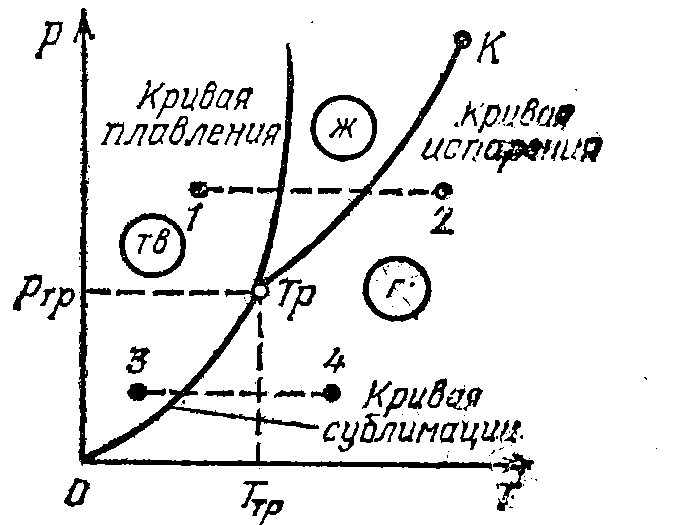 p
К
Кривая
плавления
ж
Кривая
испарения
1
2
тв
Pтр
Тр
г
3
4
Кривая
сублимации
0
Tтр
T